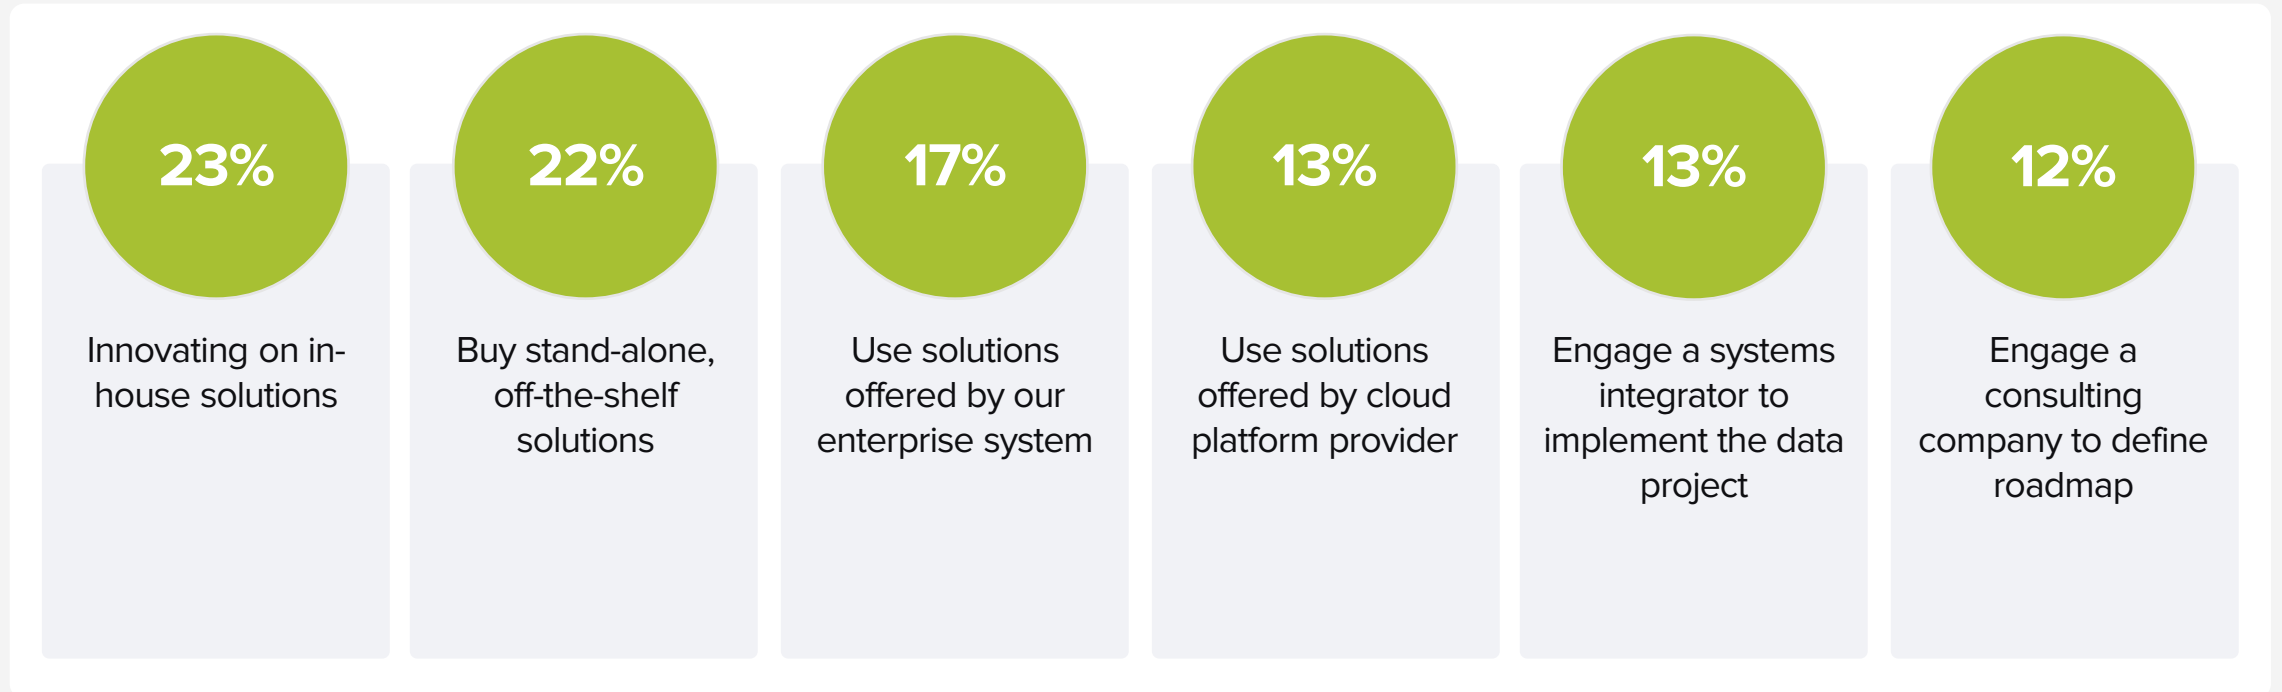 23%
Innovating on in-
house solutions
22%
Buy stand-alone,
off-the-shelf
solutions
17%
Use solutions
offered by our
enterprise system
13%
Use solutions
offered by cloud
platform provider
13%
Engage a systems
integrator to
implement the data
project
12%
Engage a
consulting
company to define
roadmap